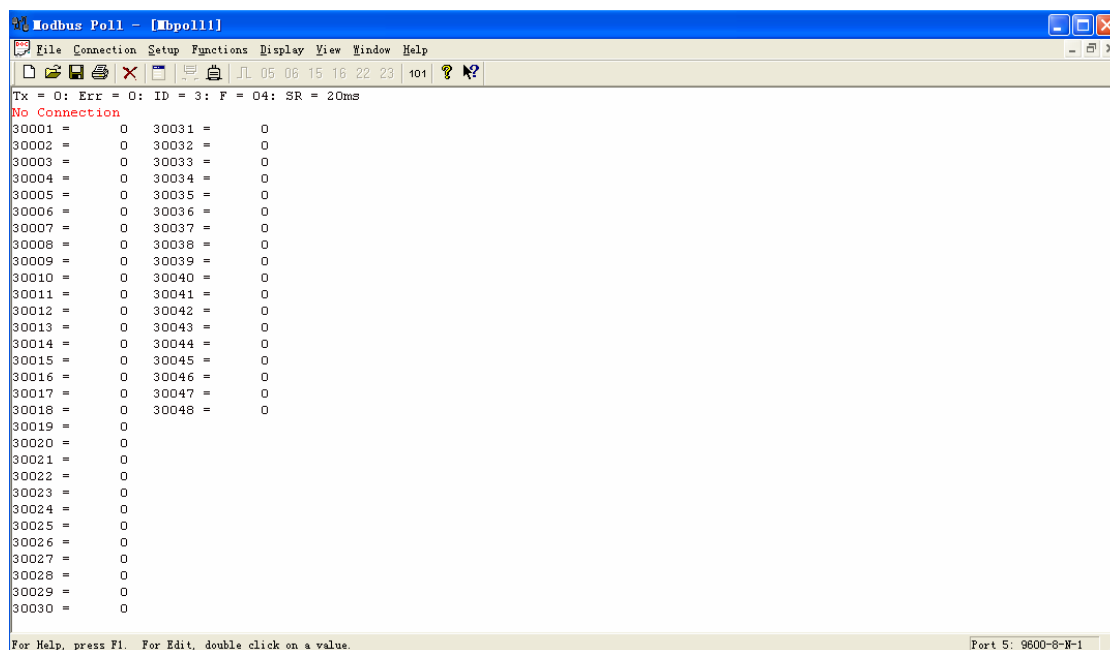 Modbus Poll - [Mbpoll1]
File Connection Setup Functions Display View Window Help
05 06 15 16 22 23 101
Tx = 0: Err = 0: ID = 3: F = 04: SR = 20ms
No Connection
30001 = 0 30031 = 0
30002 = 0 30032 = 0
30003 = 0 30033 = 0
30004 = 0 30034 = 0
30005 = 0 30035 = 0
30006 = 0 30036 = 0
30007 = 0 30037 = 0
30008 = 0 30038 = 0
30009 = 0 30039 = 0
30010 = 0 30040 = 0
30011 = 0 30041 = 0
30012 = 0 30042 = 0
30013 = 0 30043 = 0
30014 = 0 30044 = 0
30015 = 0 30045 = 0
30016 = 0 30046 = 0
30017 = 0 30047 = 0
30018 = 0 30048 = 0
30019 = 0
30020 = 0
30021 = 0
30022 = 0
30023 = 0
30024 = 0
30025 = 0
30026 = 0
30027 = 0
30028 = 0
30029 = 0
30030 = 0
For Help, press F1. For Edit, double click on a value. Port 5: 9600-8-N-1